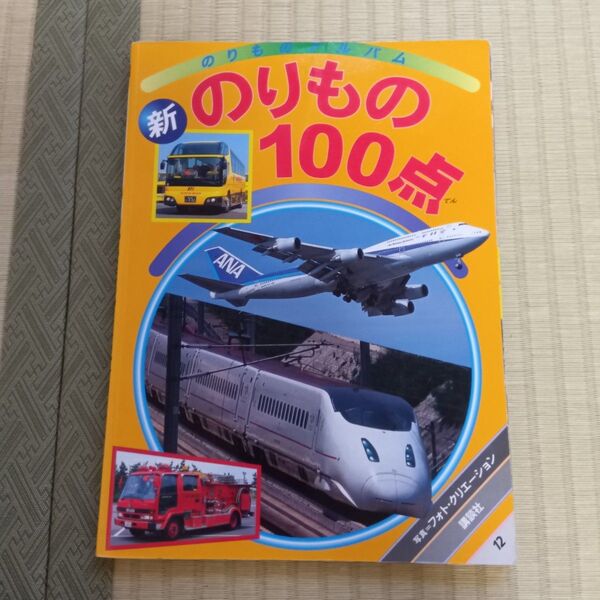 のりものアルバム
新
のりもの
100点
てん
ANA
写真=フォト・クリエーション
講談社
12